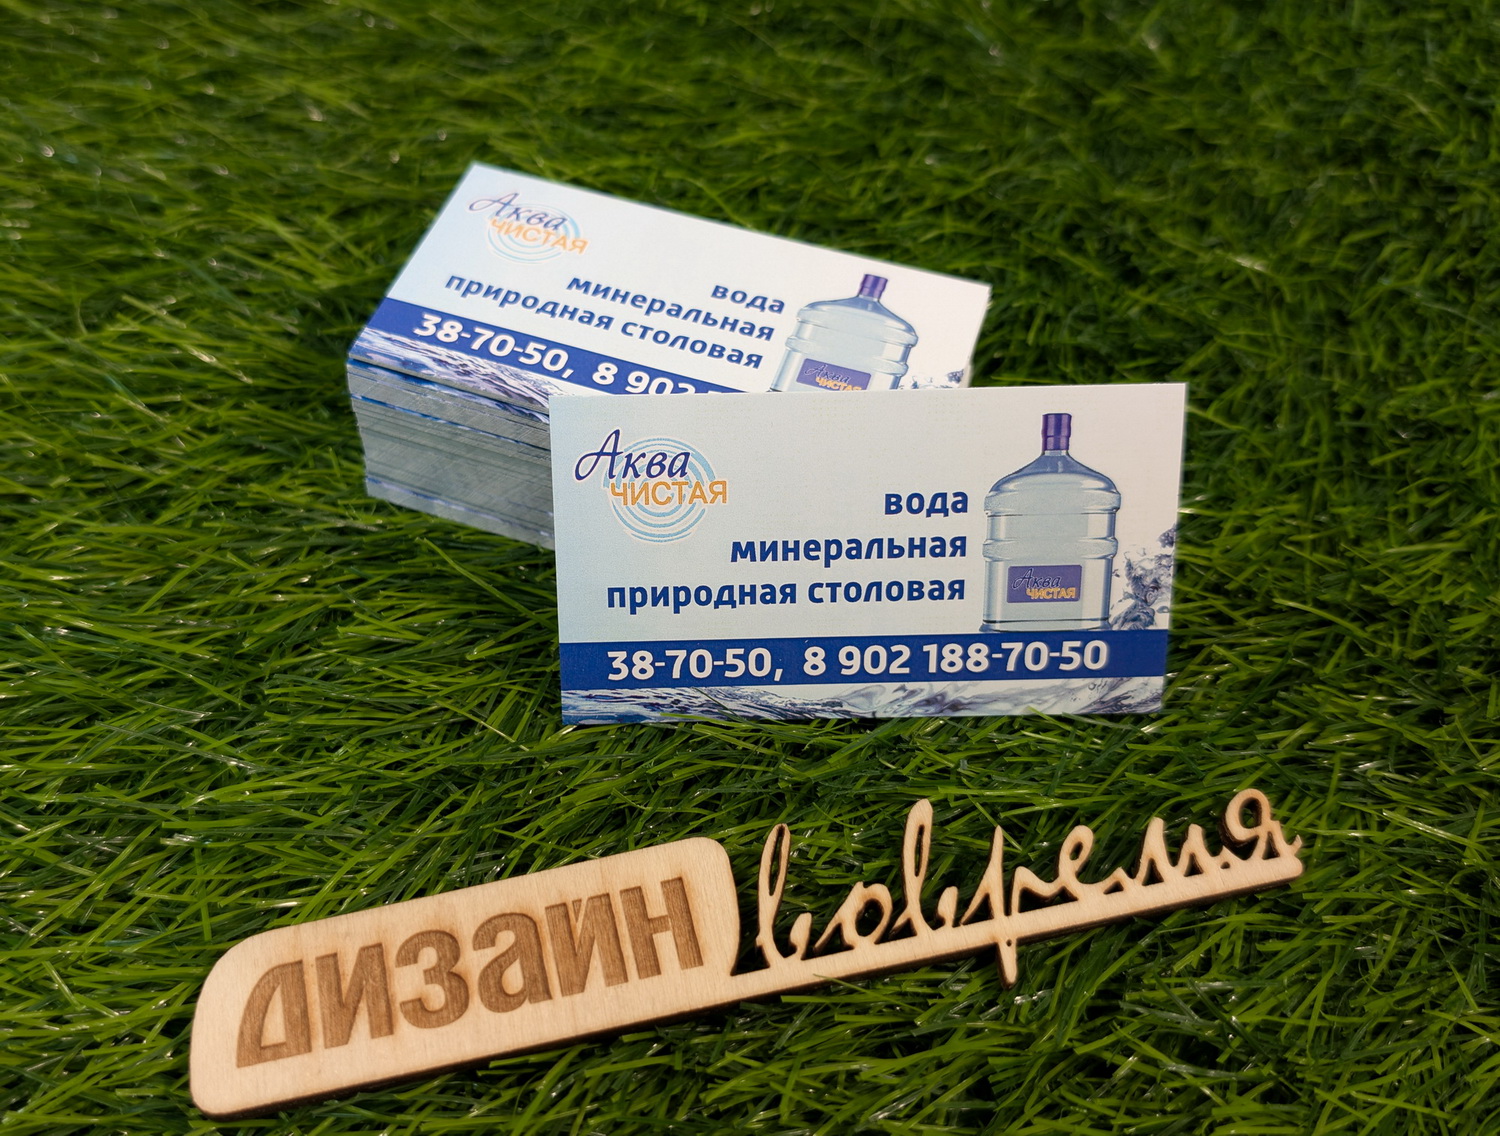 Аква
ЧИСТАЯ
вода
минеральная
природная столовая
38-70-50, 8 902
Аква
ЧИСТАЯ
Аква
ЧИСТАЯ
вода
минеральная
природная столовая
Аква
ЧИСТАЯ
38-70-50, 8 902 188-70-50
дизайн вовремя